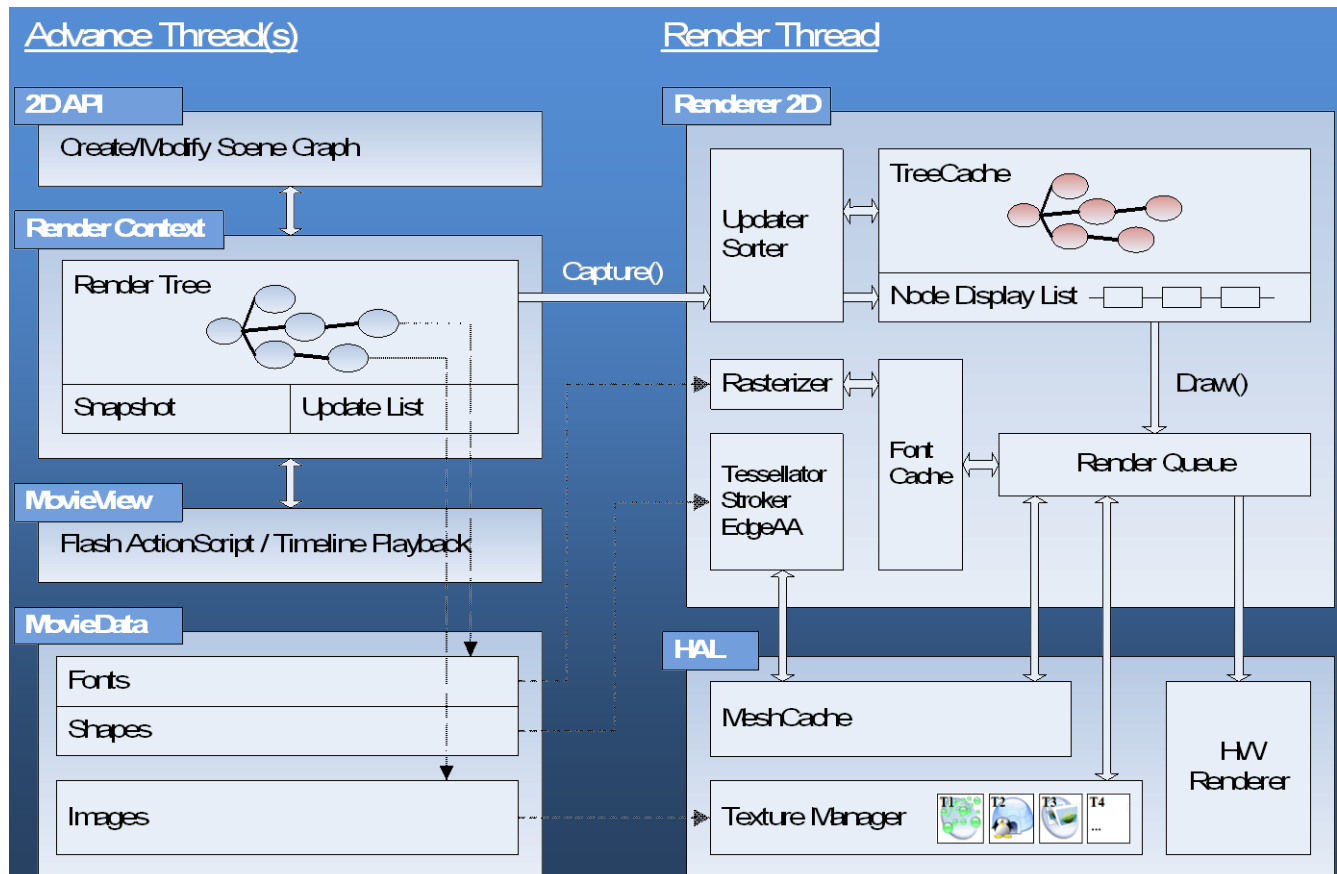 Advance Thread(s)
2D API
Create/Modify Scene Graph
Render Context
Render Tree
Snapshot
Update List
MovieView
Flash ActionScript / Timeline Playback
MovieData
Fonts
Shapes
Images
Capture()
Render Thread
Renderer 2D
Updater
Sorter
TreeCache
Node Display List
Rasterizer
Draw()
Tessellator
Stroker
EdgeAA
Font
Cache
Render Queue
HAL
MeshCache
Texture Manager
T1
T2
T3
T4
...
HW
Renderer